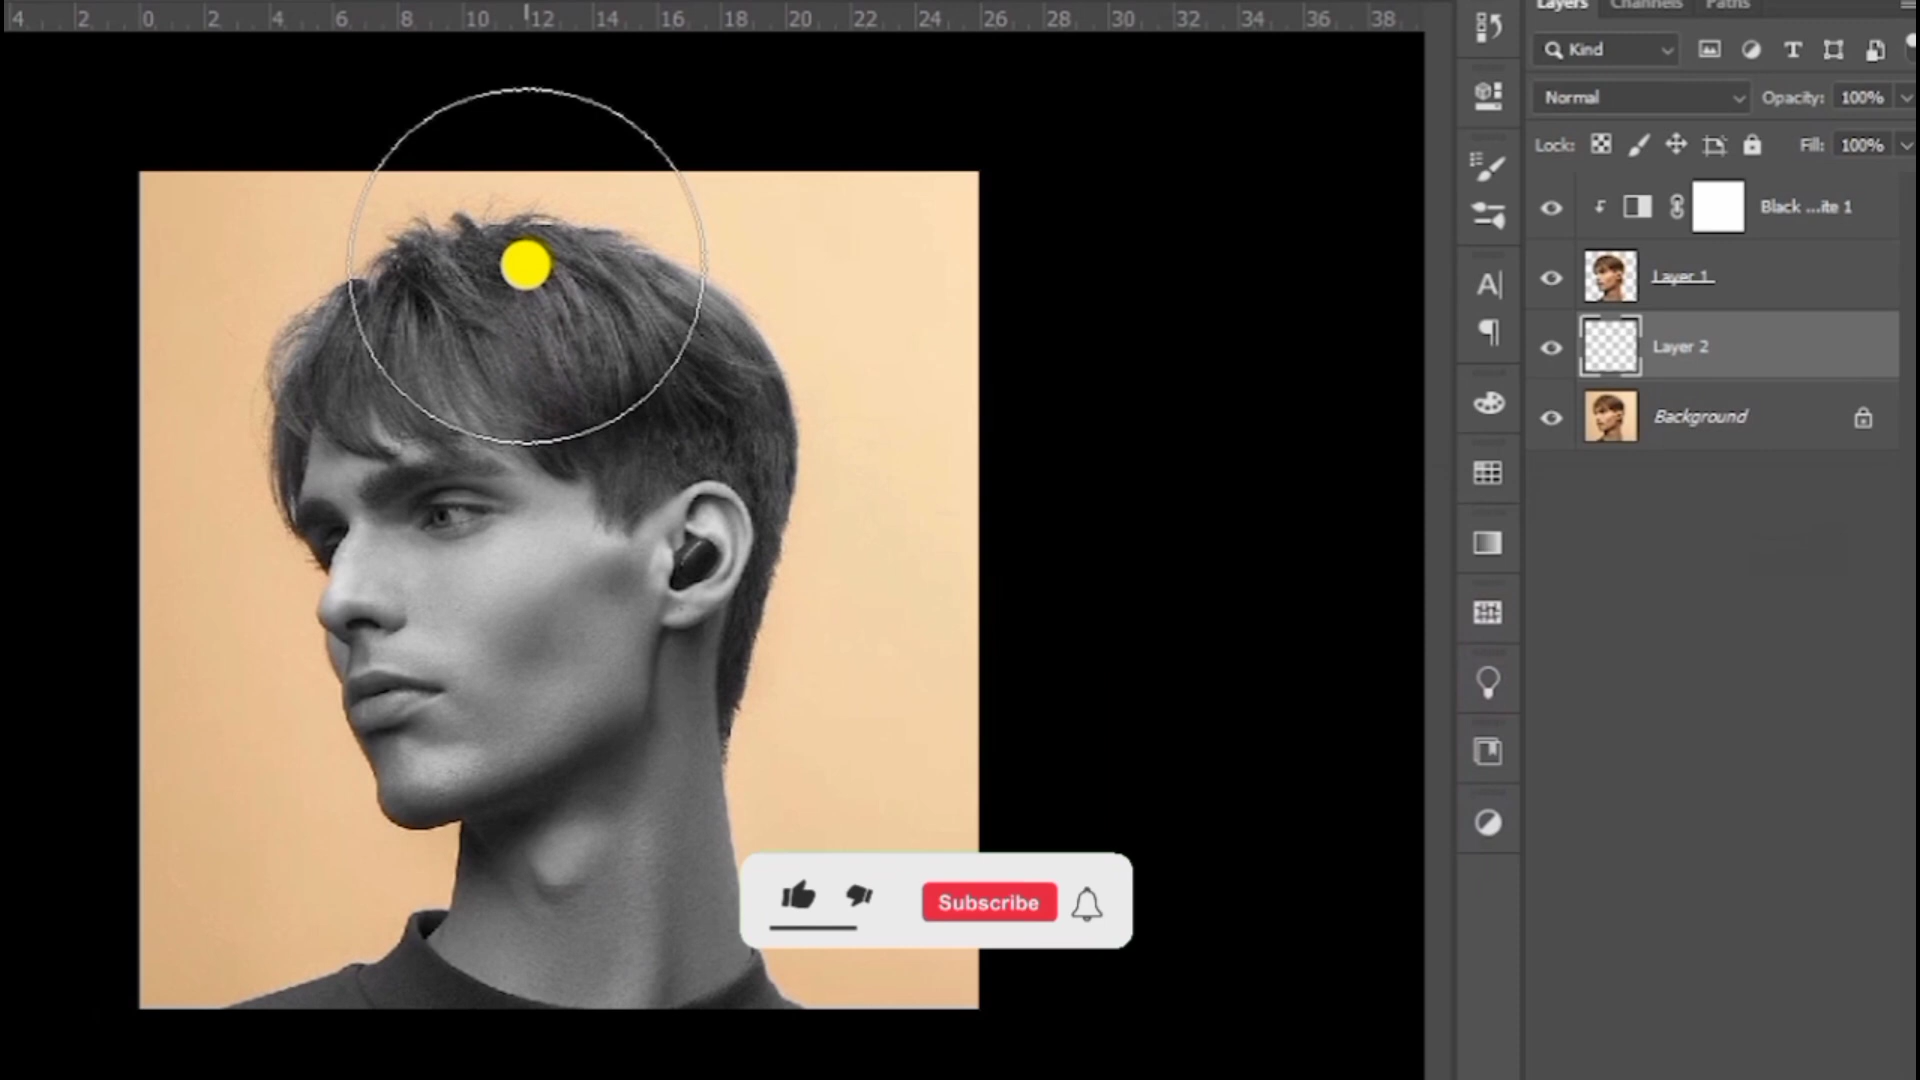 4 2 0 2 4 6 8 10 12 14 16 18 20 22 24 26 28 30 32 34 36 38
Layers Channels Paths
Kind
Normal Opacity: 100%
Lock: Fill: 100%
Black ...ite 1
Layer 1
Layer 2
Background
Subscribe